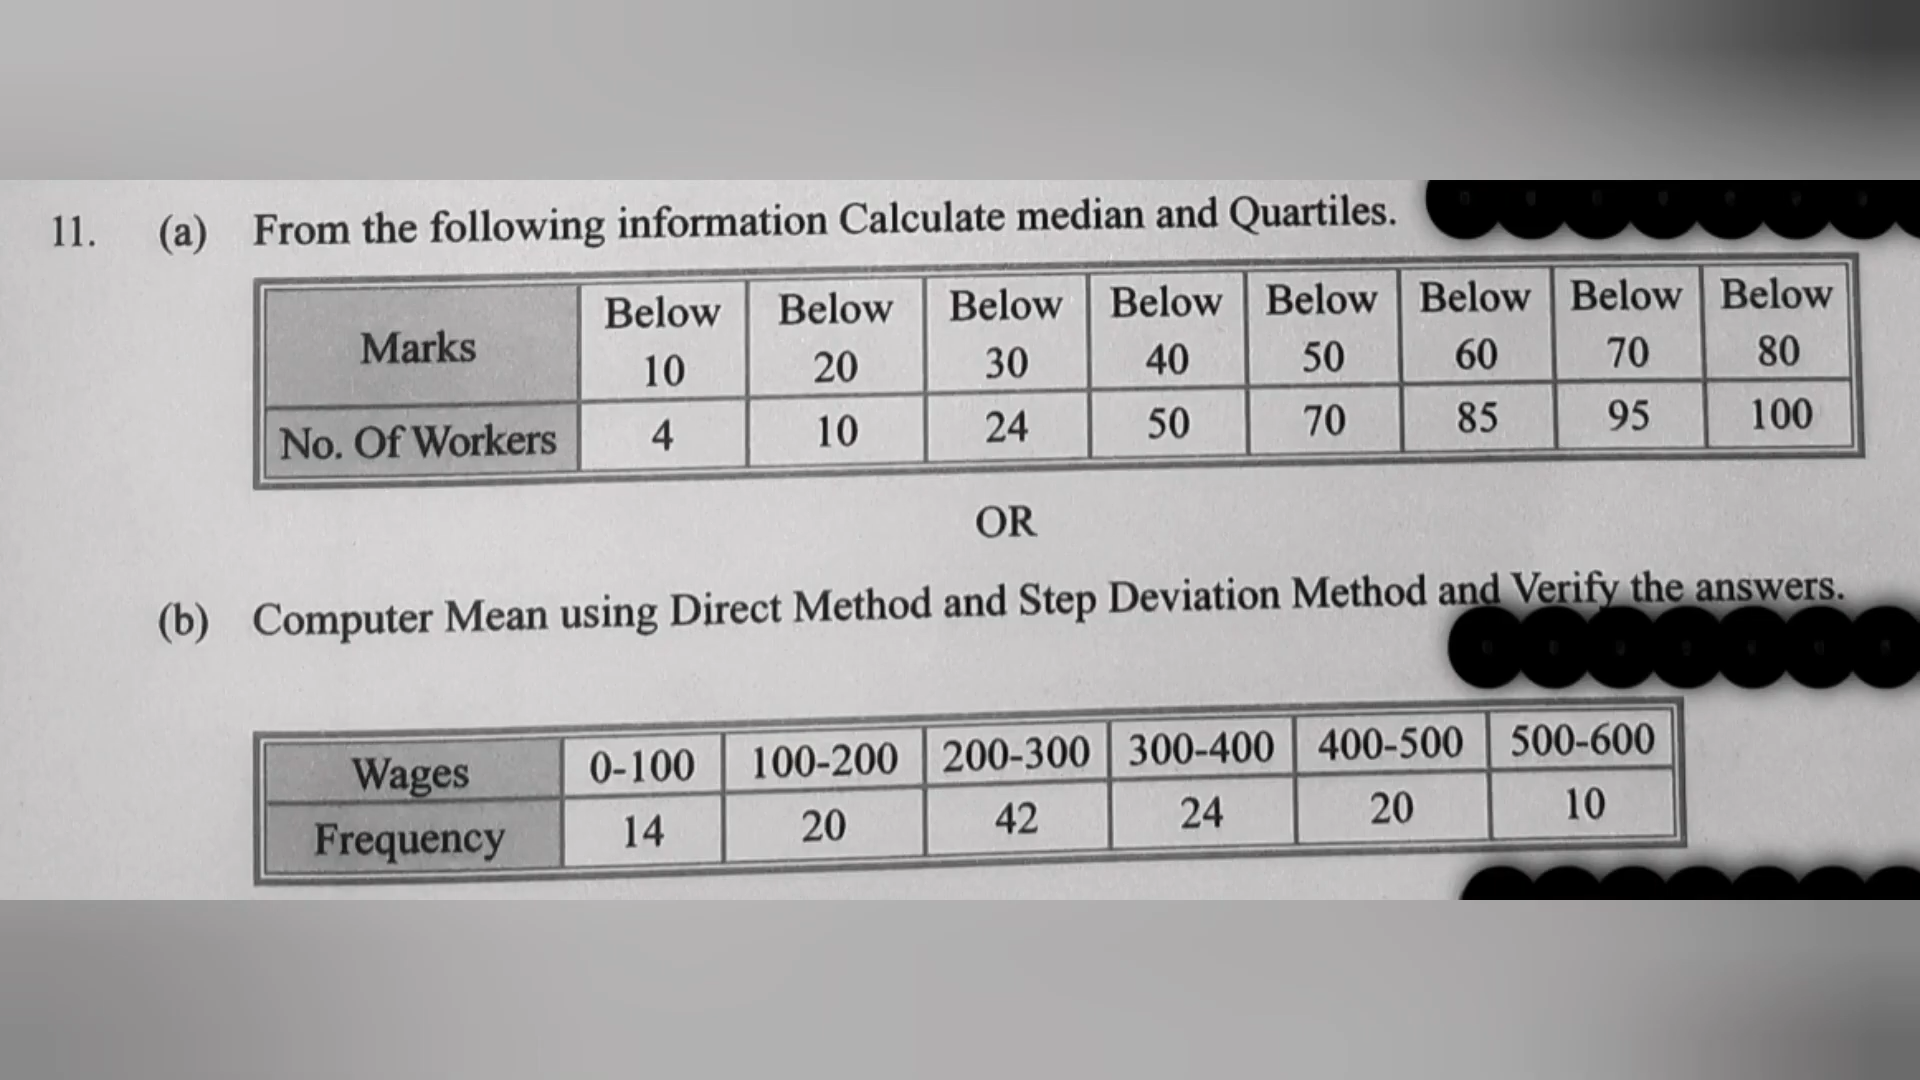 11. (a) From the following information Calculate median and Quartiles.
Marks Below 10 Below 20 Below 30 Below 40 Below 50 Below 60 Below 70 Below 80
No. Of Workers 4 10 24 50 70 85 95 100
OR
(b) Computer Mean using Direct Method and Step Deviation Method and Verify the answers.
Wages 0-100 100-200 200-300 300-400 400-500 500-600
Frequency 14 20 42 24 20 10